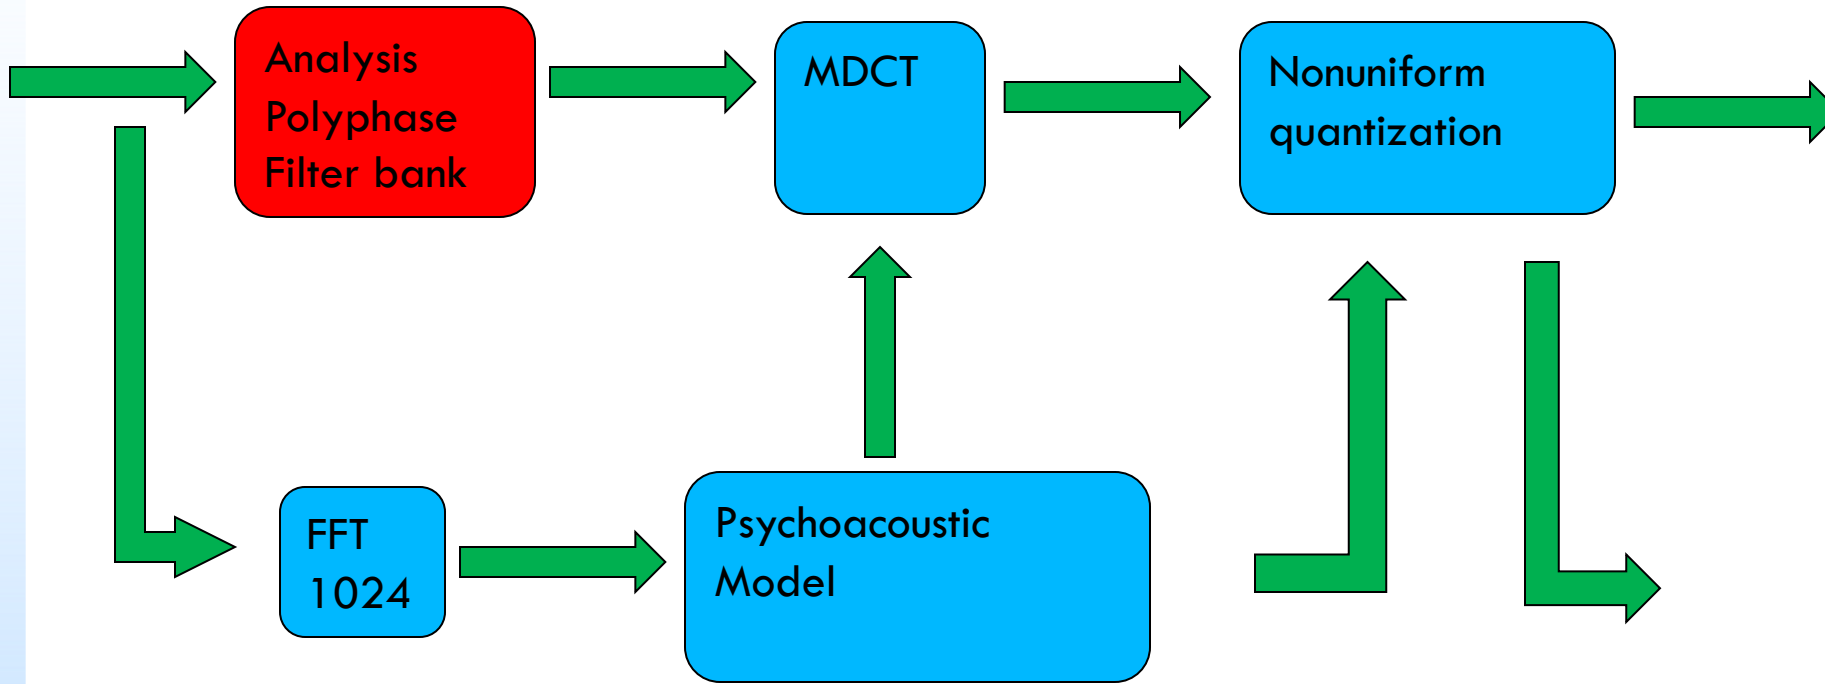 Analysis
Polyphase
Filter bank
MDCT
Nonuniform
quantization
FFT
1024
Psychoacoustic
Model